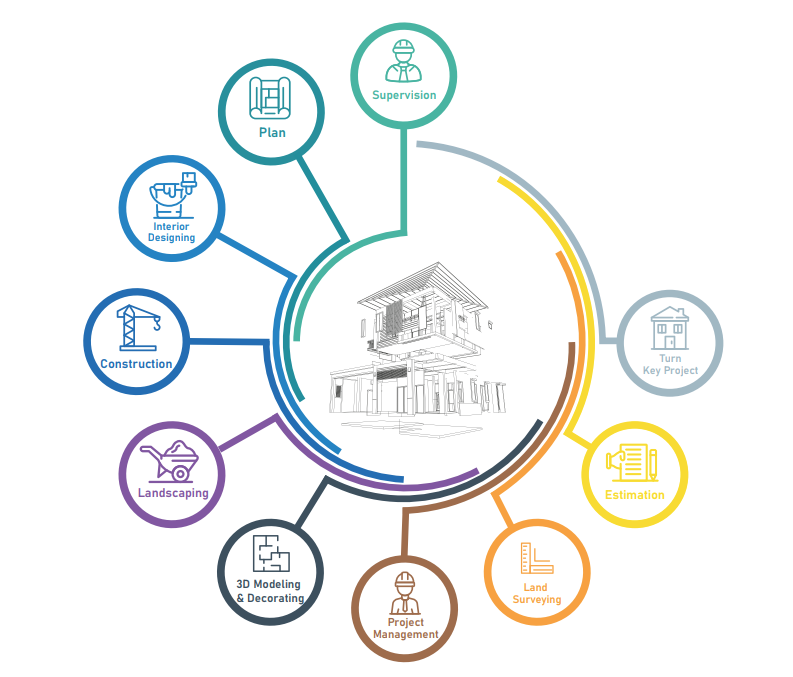 Supervision
Plan
Interior
Designing
Construction
Landscaping
3D Modeling
& Decorating
Project
Management
Land
Surveying
Estimation
Turn
Key Project